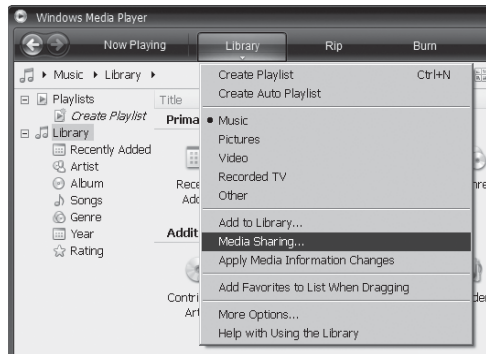 Windows Media Player
Now Playing Library Rip Burn
Music Library
Create Playlist Ctrl+N
Create Auto Playlist
Music
Pictures
Video
Recorded TV
Other
Add to Library...
Media Sharing...
Apply Media Information Changes
Add Favorites to List When Dragging
More Options...
Help with Using the Library
Playlists
Create Playlist
Library
Recently Added
Artist
Album
Songs
Genre
Year
Rating
Title
Prima
Rece
Add
Addit
Contri
Art